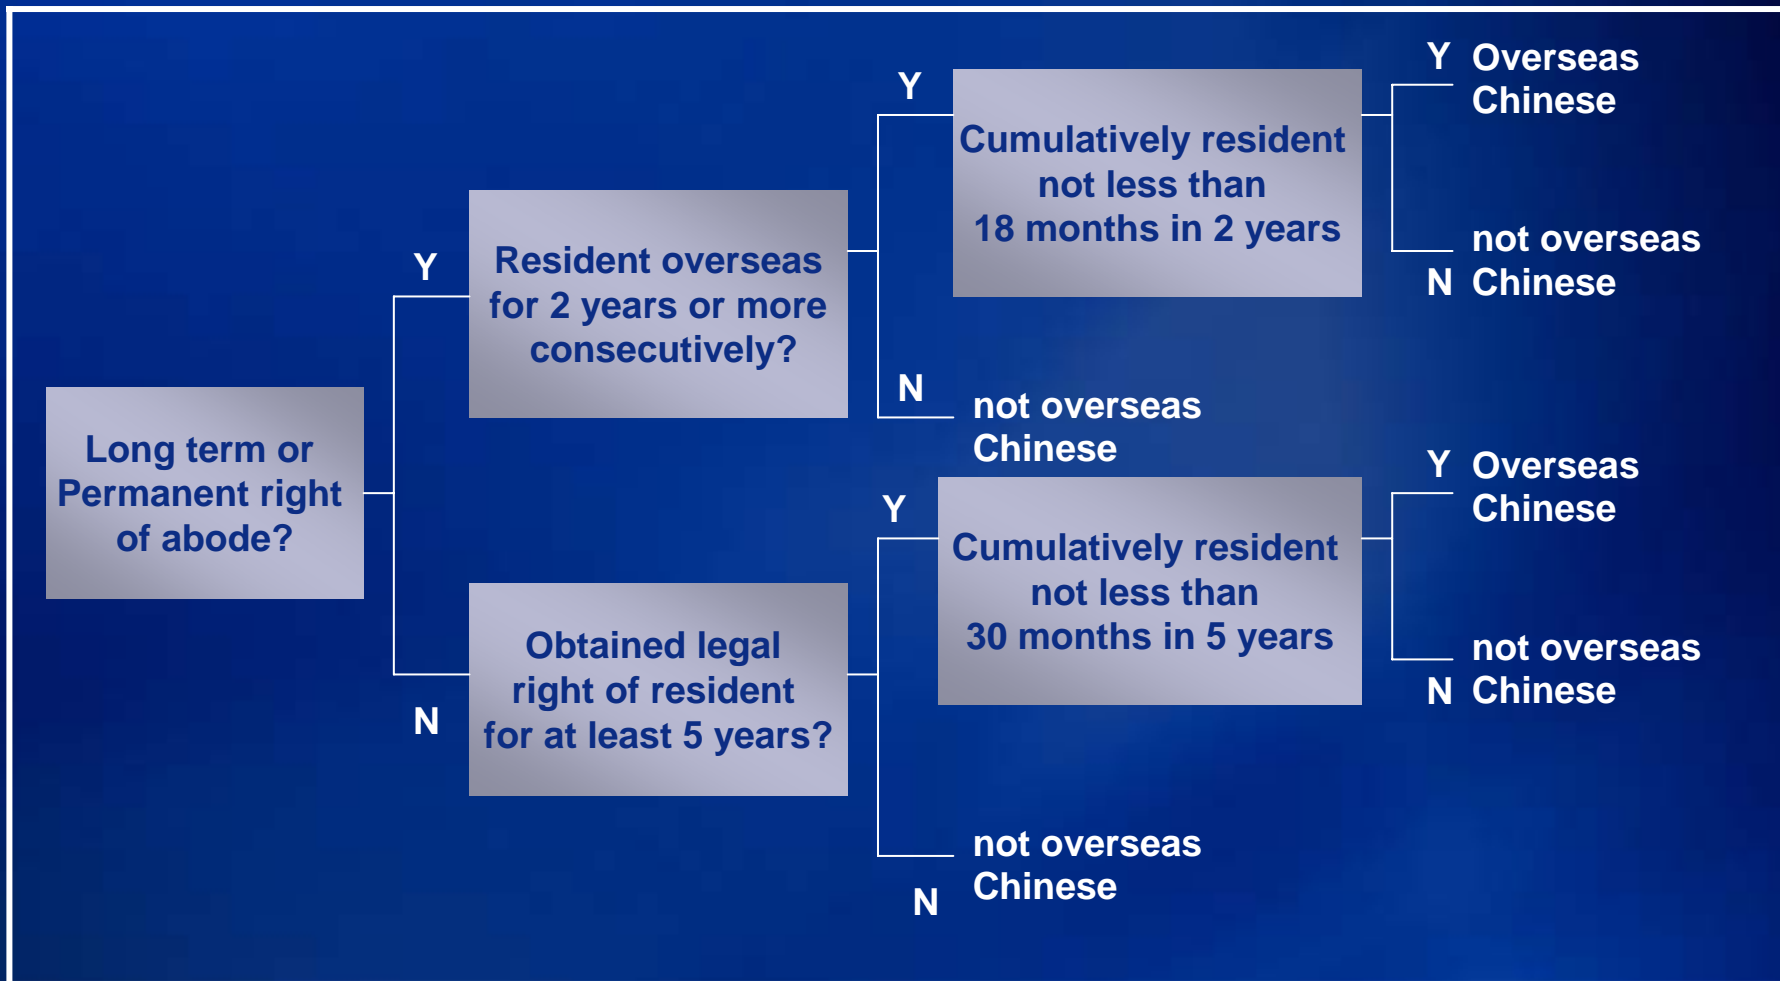 Long term or
Permanent right
of abode?
Y
Resident overseas
for 2 years or more
consecutively?
Y
Cumulatively resident
not less than
18 months in 2 years
Y
Overseas
Chinese
N
not overseas
Chinese
N
not overseas
Chinese
N
Obtained legal
right of resident
for at least 5 years?
Y
Cumulatively resident
not less than
30 months in 5 years
Y
Overseas
Chinese
N
not overseas
Chinese
N
not overseas
Chinese